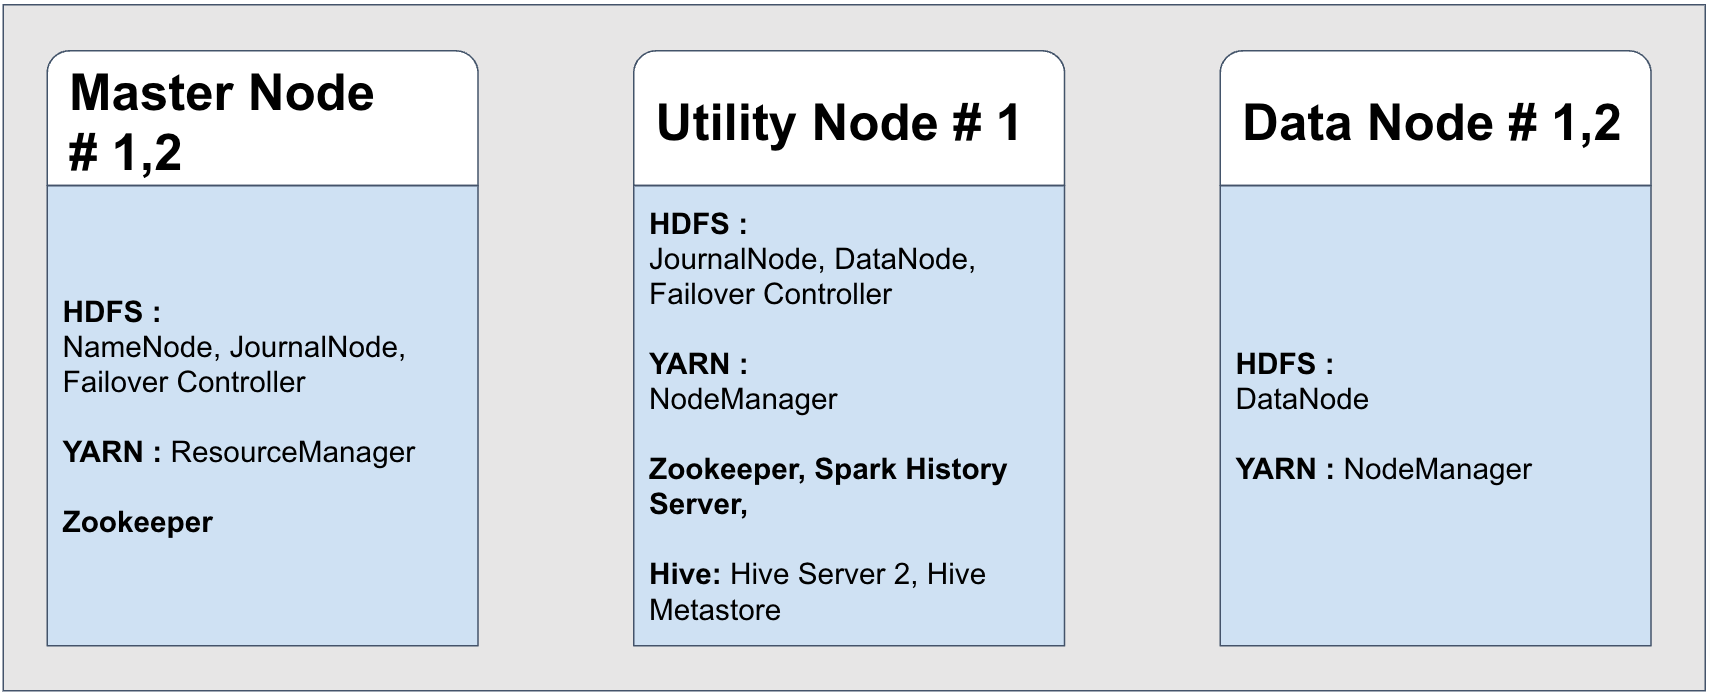 Master Node
# 1,2
HDFS :
NameNode, JournalNode,
Failover Controller
YARN : ResourceManager
Zookeeper
Utility Node # 1
HDFS :
JournalNode, DataNode,
Failover Controller
YARN :
NodeManager
Zookeeper, Spark History
Server,
Hive: Hive Server 2, Hive
Metastore
Data Node # 1,2
HDFS :
DataNode
YARN : NodeManager